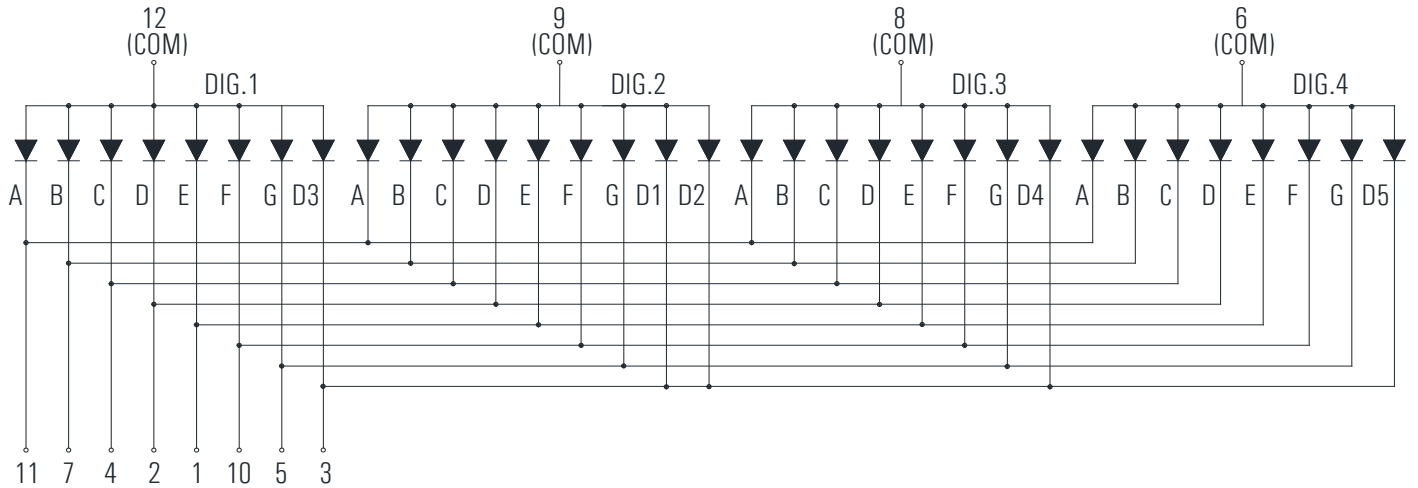 12 9 8 6
(COM) (COM) (COM) (COM)
DIG.1 DIG.2 DIG.3 DIG.4
A B C D E F G D3 A B C D E F G D1 D2 A B C D E F G D4 A B C D E F G D5
11 7 4 2 1 10 5 3